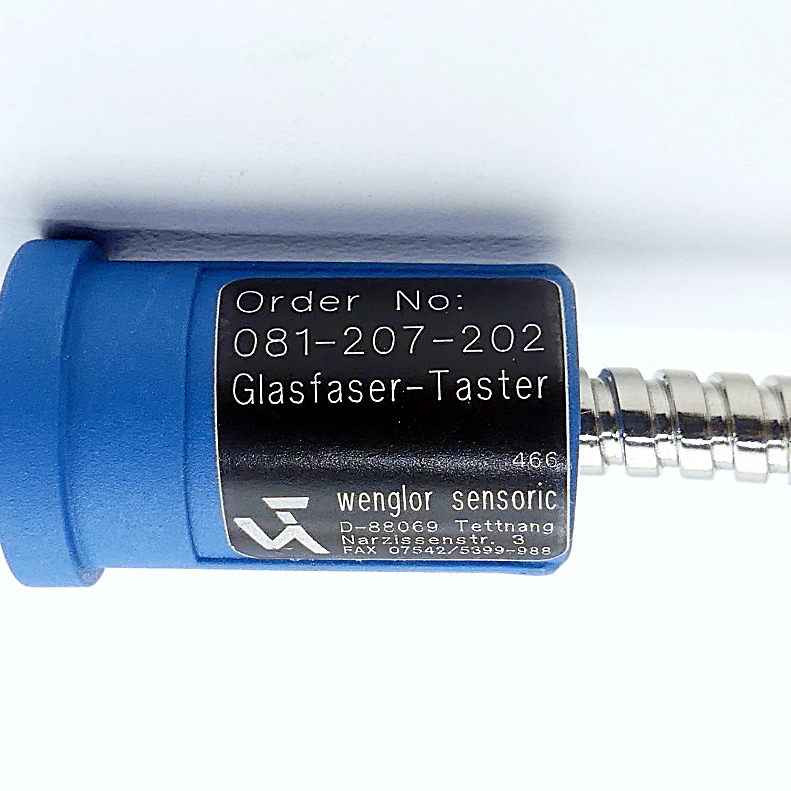 Order No:
081-207-202
Glasfaser-Taster
466
wenglor sensoric
D-88069 Tettnang
Narzissenstr. 3
FAX 07542/5399-988